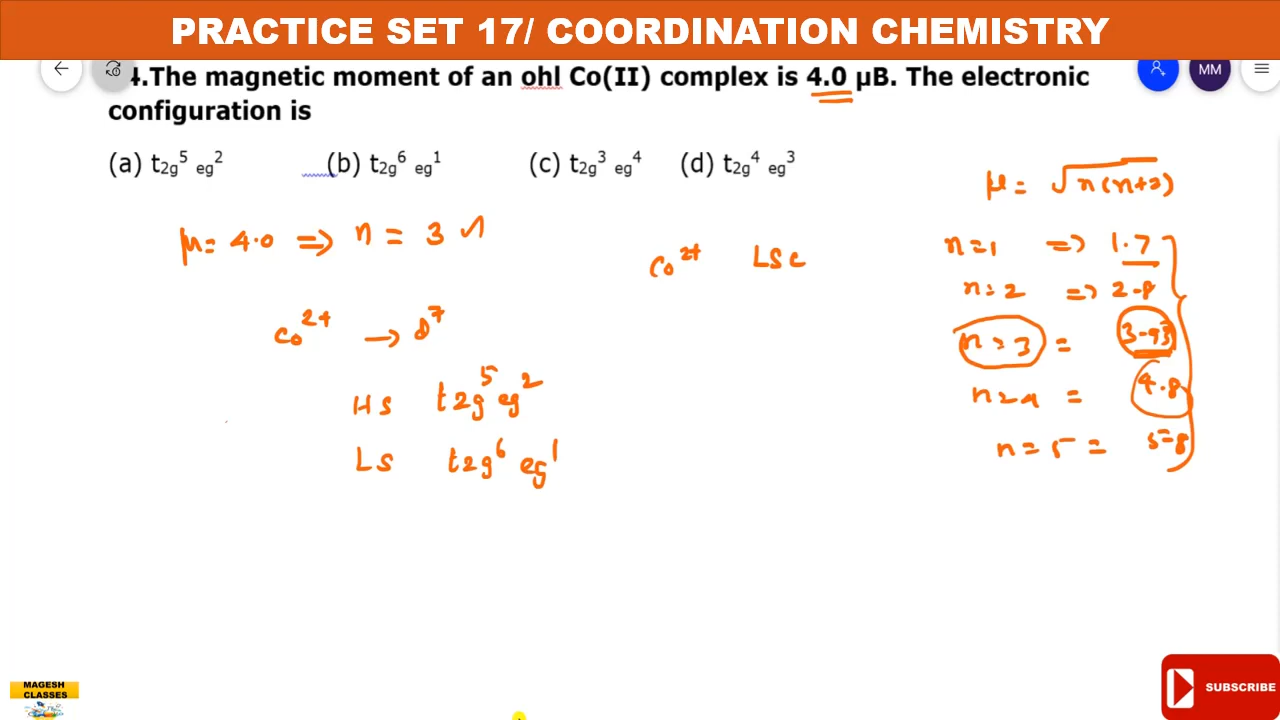 PRACTICE SET 17/ COORDINATION CHEMISTRY
4.The magnetic moment of an ohl Co(II) complex is 4.0 μB. The electronic
MM
configuration is
(a) t2g⁵ eg² (b) t2g⁶ eg¹ (c) t2g³ eg⁴ (d) t2g⁴ eg³
μ = √n(n+2)
μ = 4.0 => n = 3
n=1 => 1.7
Co²⁺ LSC
n=2 => 2.8
Co²⁺ → d⁷
n=3 = 3.93
HS t2g⁵ eg²
n=4 = 4.8
LS t2g⁶ eg¹
n=5 = 5.8
MAGESH
CLASSES
SUBSCRIBE